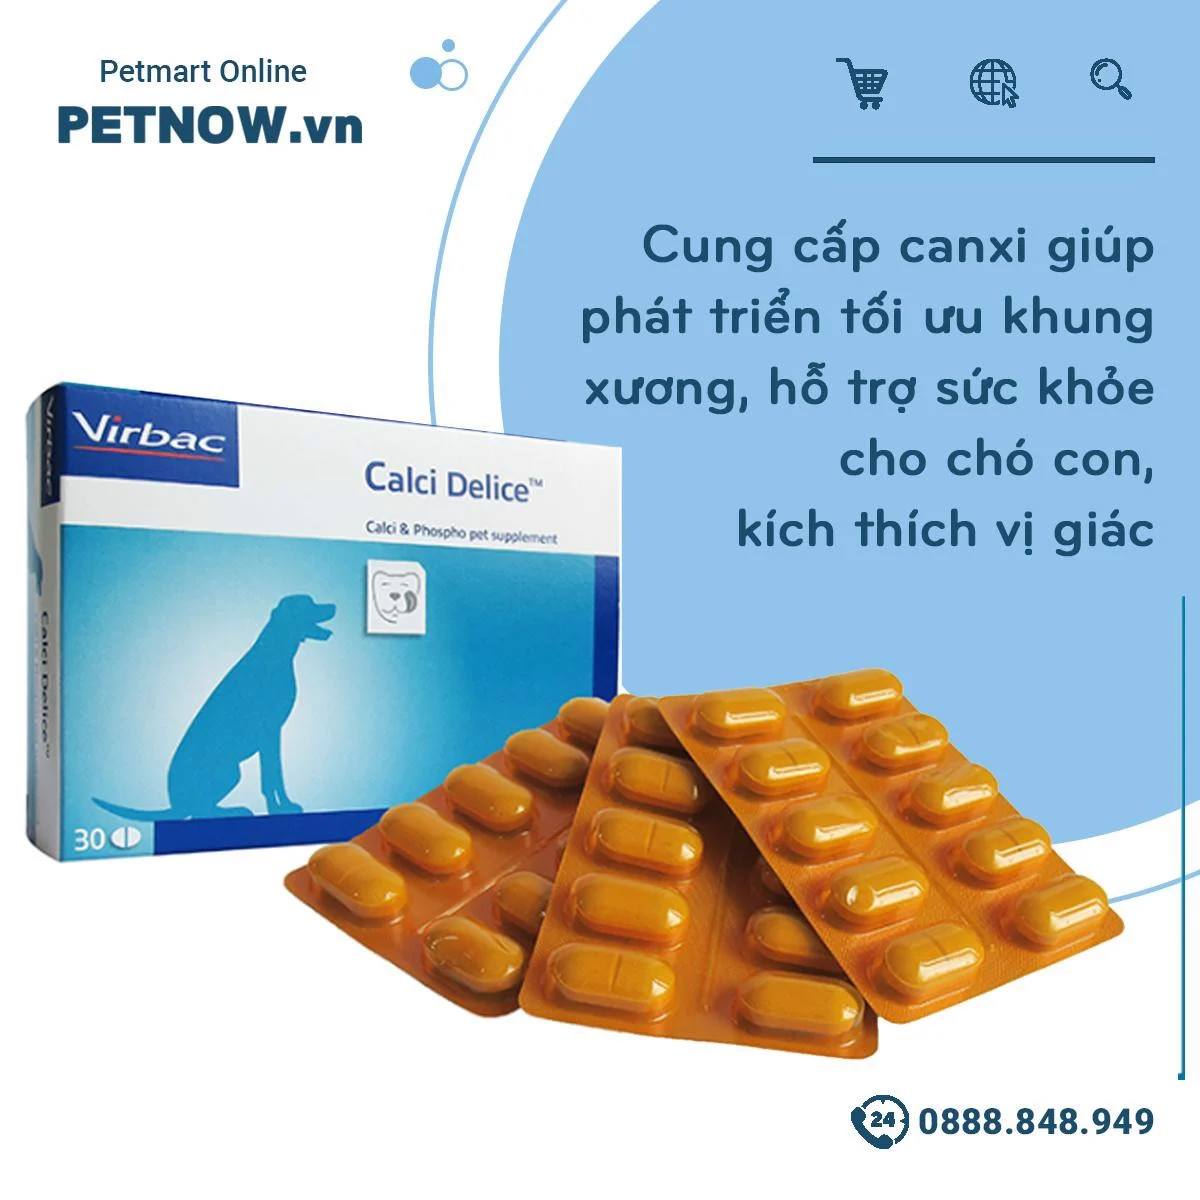 Petmart Online
PETNOW.vn
Cung cấp canxi giúp
phát triển tối ưu khung
xương, hỗ trợ sức khỏe
cho chó con,
kích thích vị giác
Virbac
Virbac
Calci Delice™
Calci & Phospho pet supplement
Calci Delice™
30
24
0888.848.949